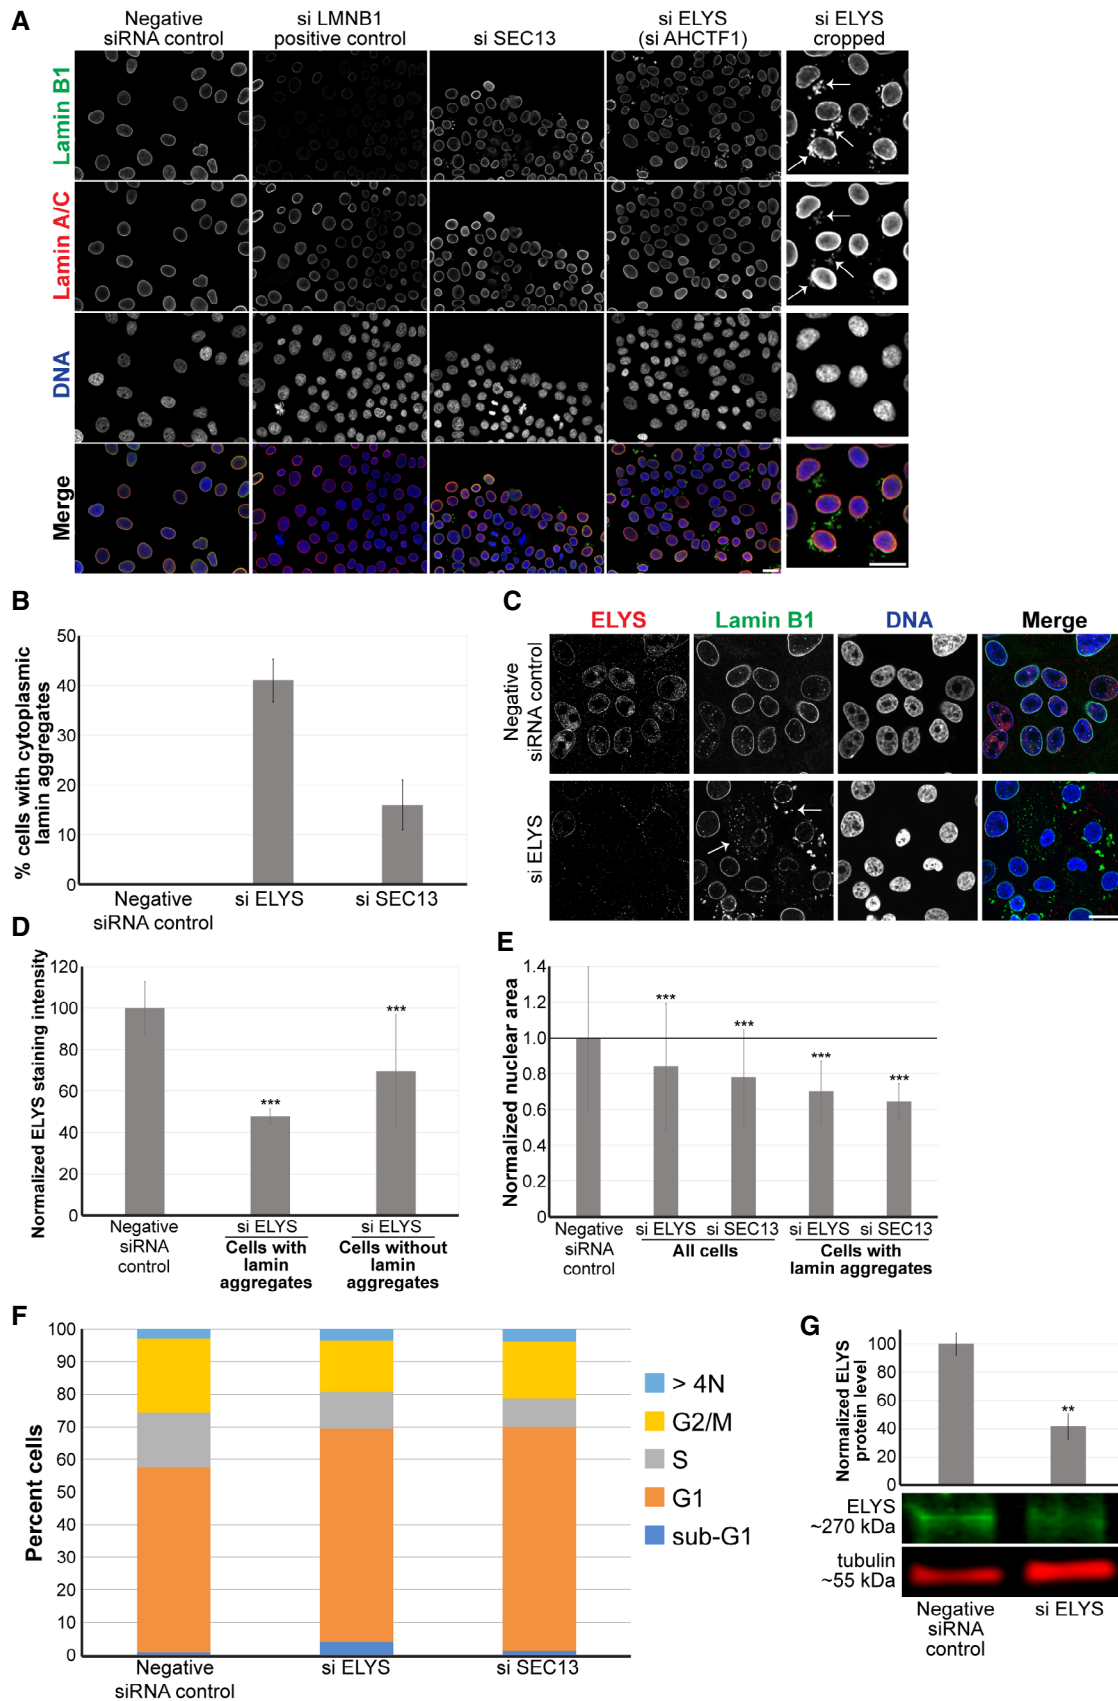 A
Negative
siRNA control
si LMNB1
positive control
si SEC13
si ELYS
(si AHCTF1)
si ELYS
cropped
Lamin B1
Lamin A/C
DNA
Merge
B
% cells with cytoplasmic
lamin aggregates
50
40
30
20
10
0
Negative
siRNA control
si ELYS
si SEC13
C
ELYS
Lamin B1
DNA
Merge
Negative
siRNA control
si ELYS
D
Normalized ELYS staining intensity
120
100
80
60
40
20
0
***
***
Negative
siRNA
control
si ELYS
Cells with
lamin
aggregates
si ELYS
Cells without
lamin
aggregates
E
Normalized nuclear area
1.4
1.2
1.0
0.8
0.6
0.4
0.2
0
***
***
***
***
Negative
siRNA
control
si ELYS si SEC13
All cells
si ELYS si SEC13
Cells with
lamin aggregates
F
Percent cells
100
90
80
70
60
50
40
30
20
10
0
Negative
siRNA control
si ELYS
si SEC13
> 4N
G2/M
S
G1
sub-G1
G
Normalized ELYS
protein level
100
80
60
40
20
0
**
ELYS
~270 kDa
tubulin
~55 kDa
Negative
siRNA
control
si ELYS